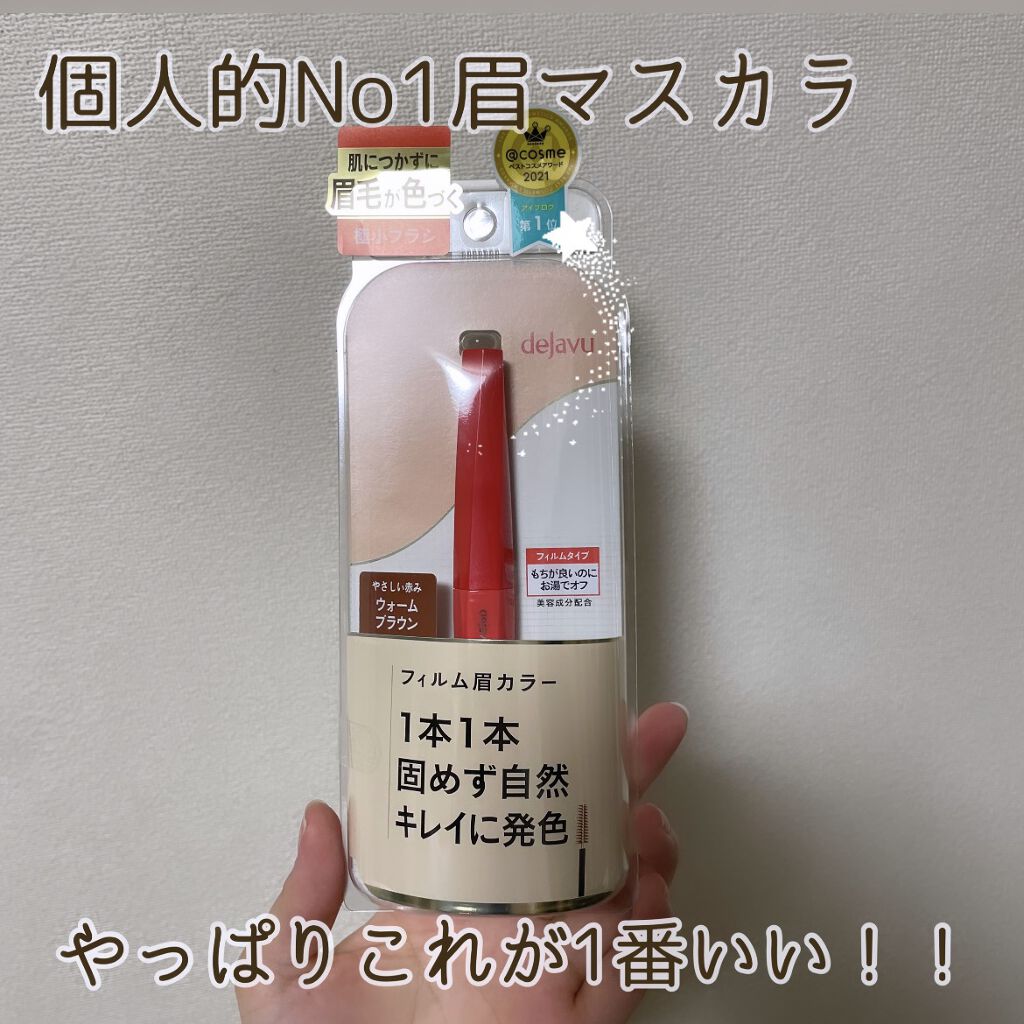 個人的No1眉マスカラ
肌につかずに
眉毛が色づく
極小ブラシ
@cosme
ベストコスメアワード
2021
アイブロウ
第1位
dejavu
フィルムタイプ
もちが良いのに
お湯でオフ
美容成分配合
やさしい赤み
ウォーム
ブラウン
フィルム眉カラー
1本1本
固めず自然
キレイに発色
やっぱりこれが1番いい！！